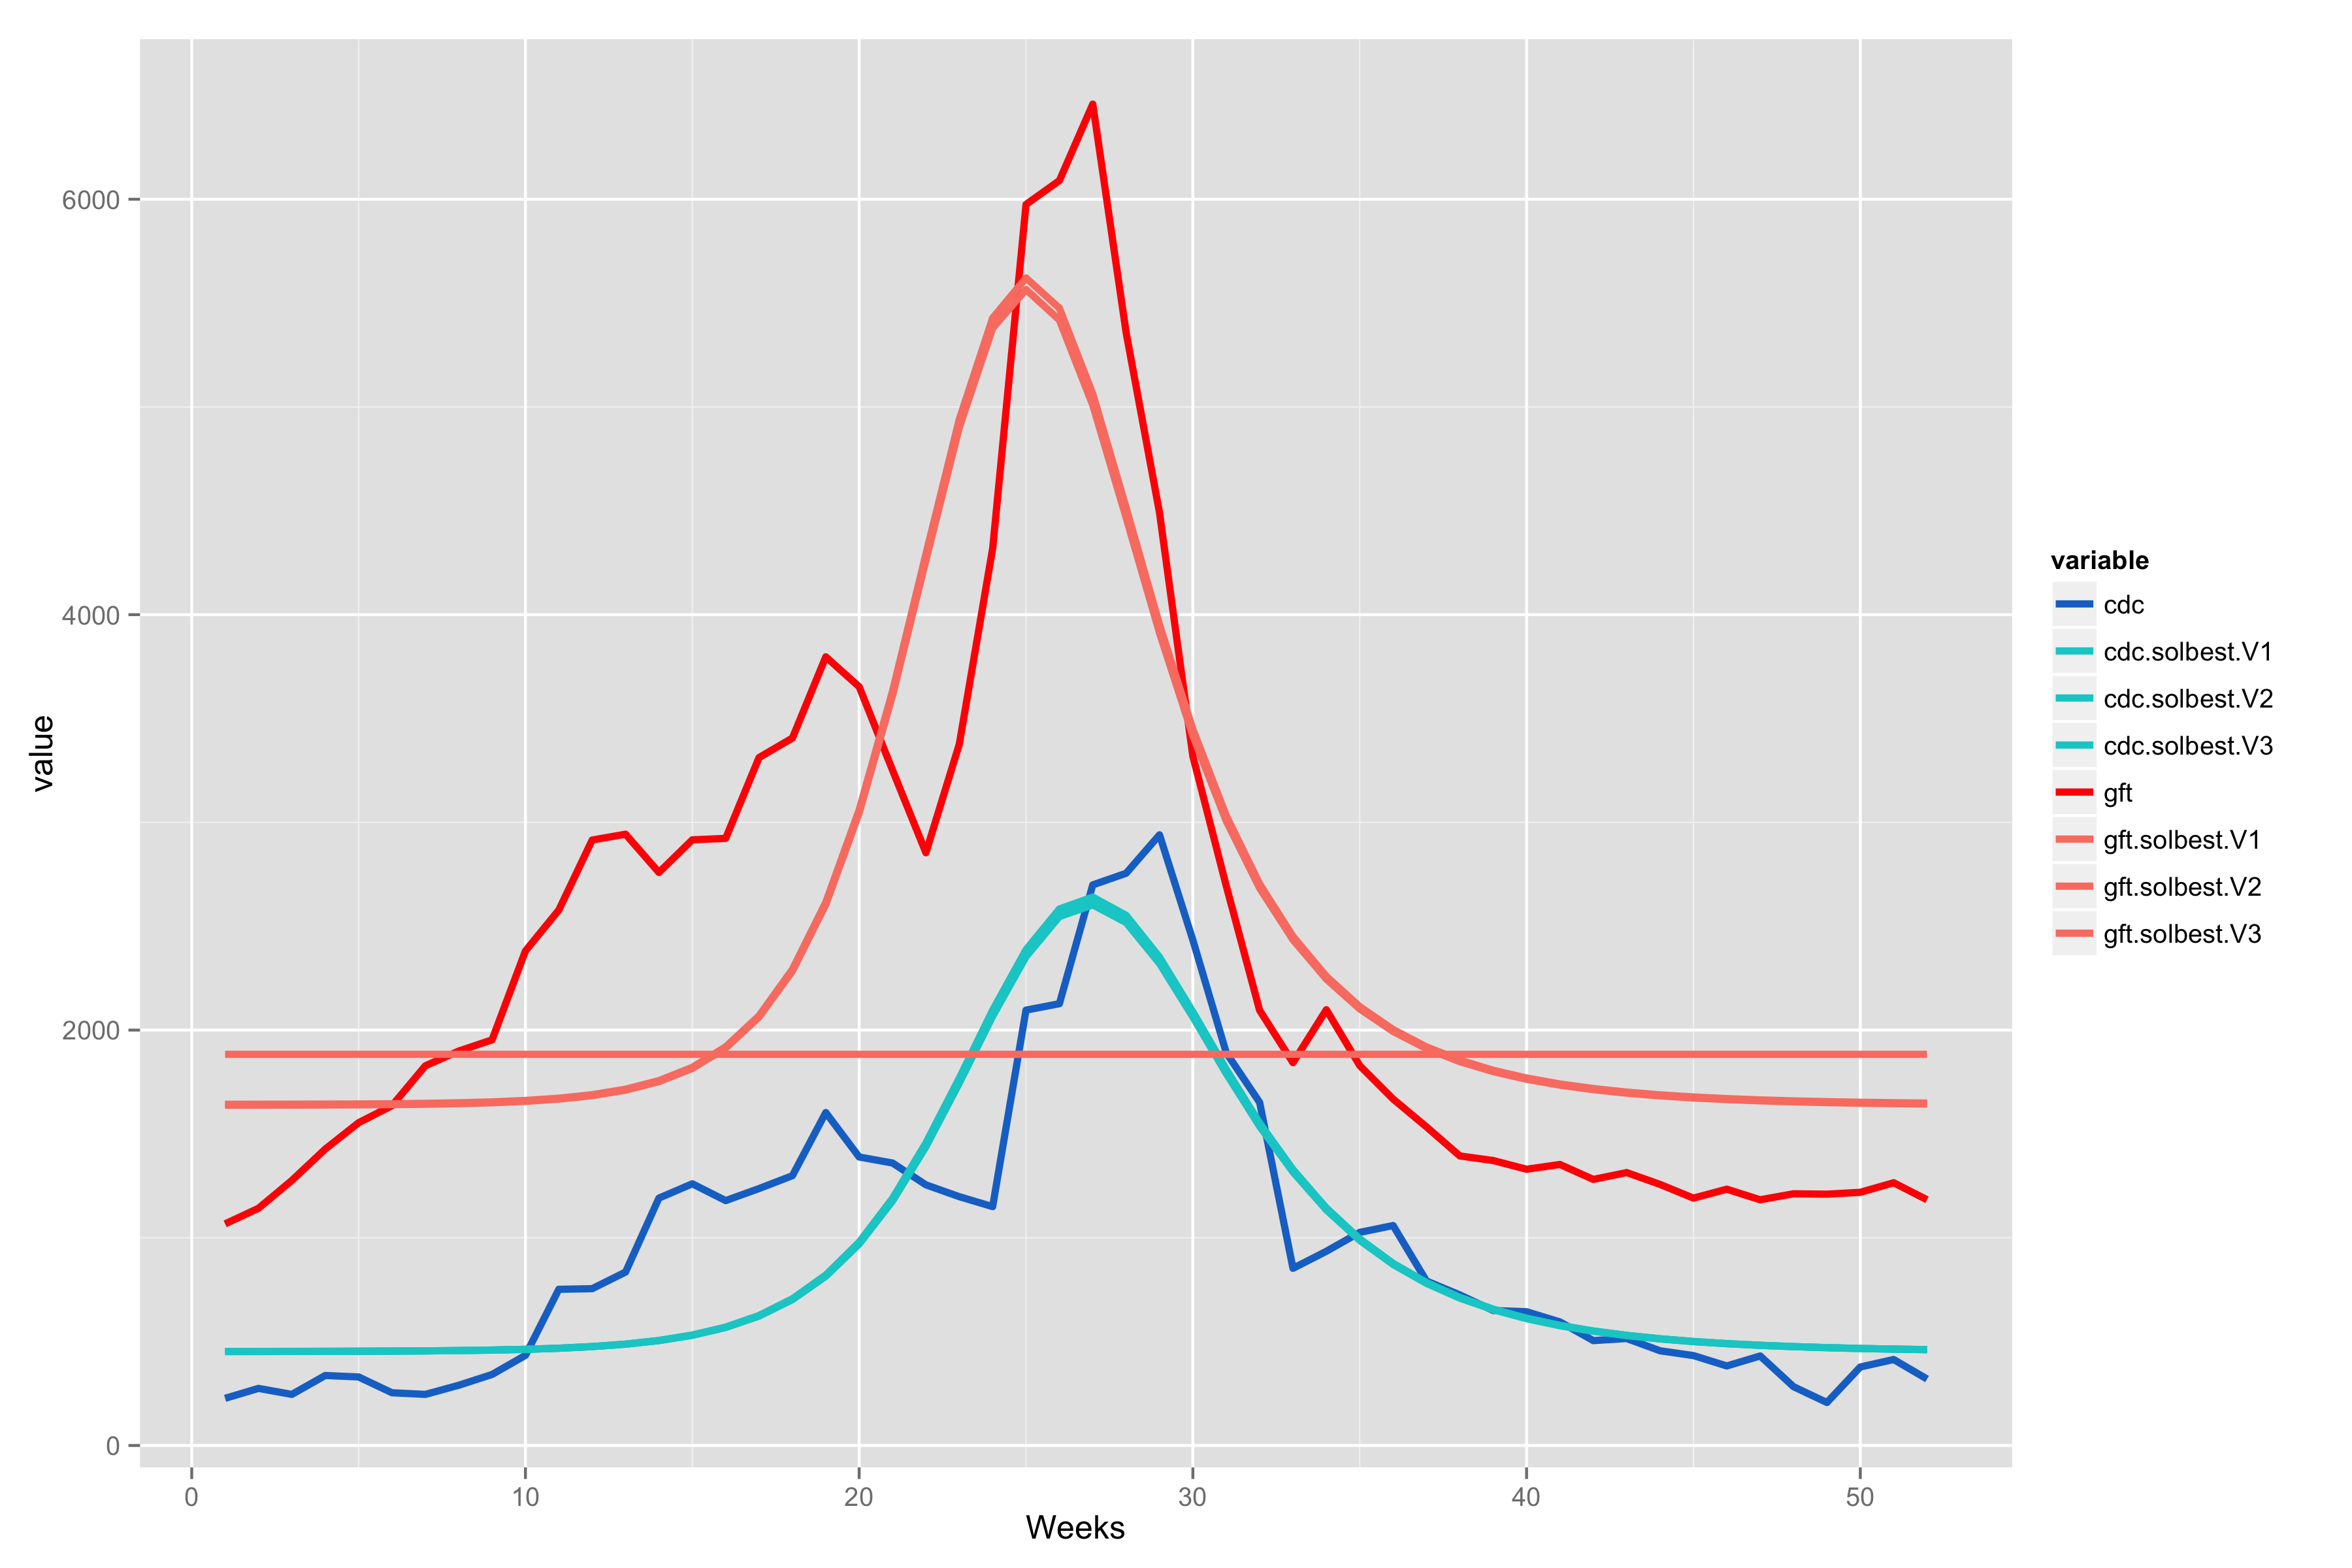 6000
4000
2000
0
value
0 10 20 30 40 50
Weeks
variable
cdc
cdc.solbest.V1
cdc.solbest.V2
cdc.solbest.V3
gft
gft.solbest.V1
gft.solbest.V2
gft.solbest.V3